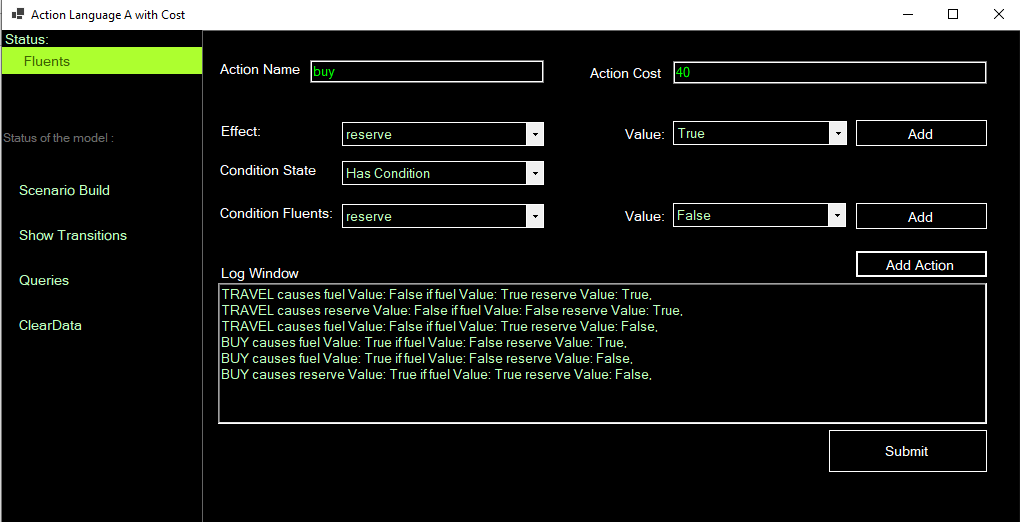 Action Language A with Cost
Status:
Fluents
Action Name buy Action Cost 40
Status of the model :
Effect: reserve Value: True Add
Condition State Has Condition
Scenario Build
Condition Fluents: reserve Value: False Add
Show Transitions
Add Action
Queries
Log Window
TRAVEL causes fuel Value: False if fuel Value: True reserve Value: True,
TRAVEL causes reserve Value: False if fuel Value: False reserve Value: True,
TRAVEL causes fuel Value: False if fuel Value: True reserve Value: False,
BUY causes fuel Value: True if fuel Value: False reserve Value: True,
BUY causes fuel Value: True if fuel Value: False reserve Value: False,
BUY causes reserve Value: True if fuel Value: True reserve Value: False,
ClearData
Submit